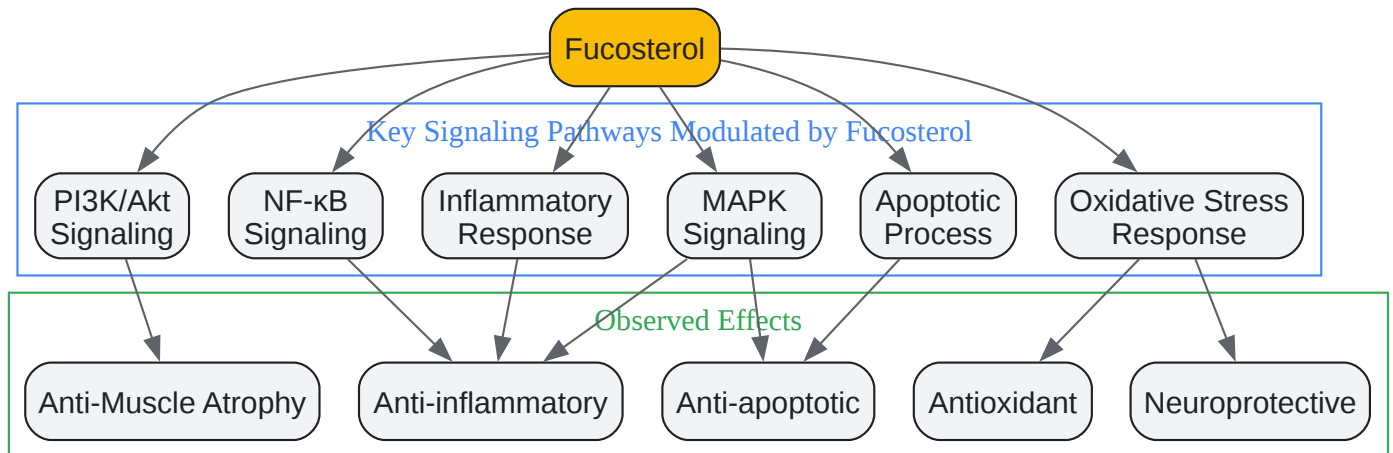 Fucosterol
Key Signaling Pathways Modulated by Fucosterol
PI3K/Akt
Signaling
NF-κB
Signaling
Inflammatory
Response
MAPK
Signaling
Apoptotic
Process
Oxidative Stress
Response
Observed Effects
Anti-Muscle Atrophy
Anti-inflammatory
Anti-apoptotic
Antioxidant
Neuroprotective